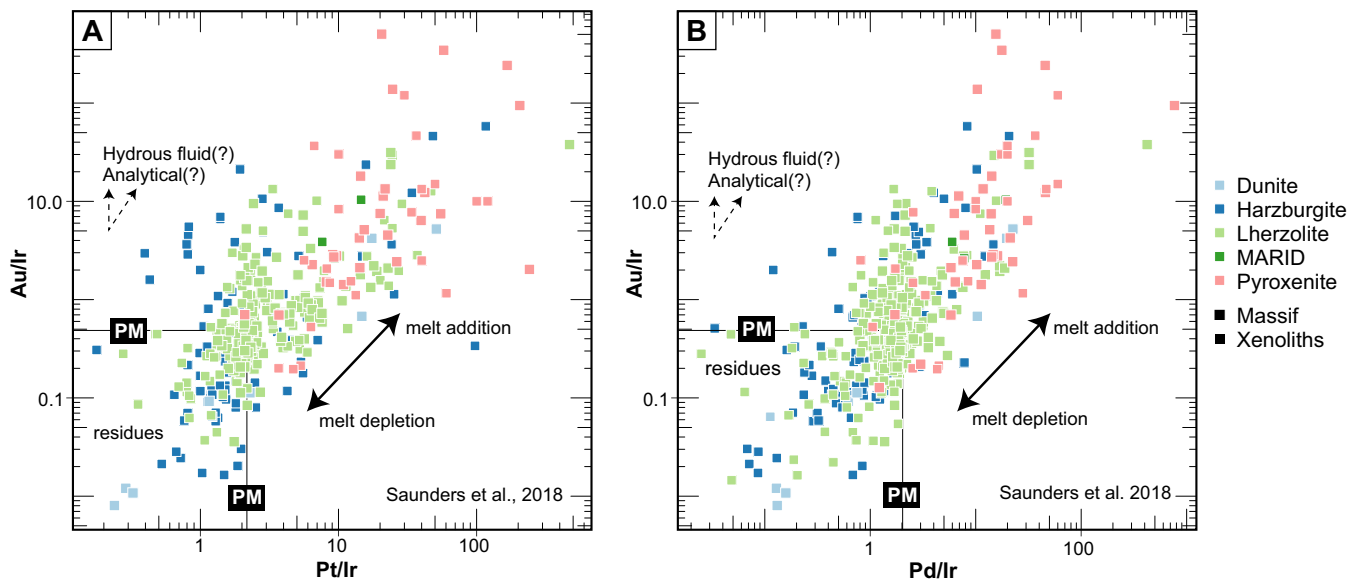 A
Au/Ir
10.0
0.1
Hydrous fluid(?)
Analytical(?)
PM
melt addition
melt depletion
residues
PM
Saunders et al., 2018
1
10
100
Pt/Ir
B
Au/Ir
10.0
0.1
Hydrous fluid(?)
Analytical(?)
PM
residues
melt addition
melt depletion
PM
Saunders et al. 2018
1
100
Pd/Ir
Dunite
Harzburgite
Lherzolite
MARID
Pyroxenite
Massif
Xenoliths